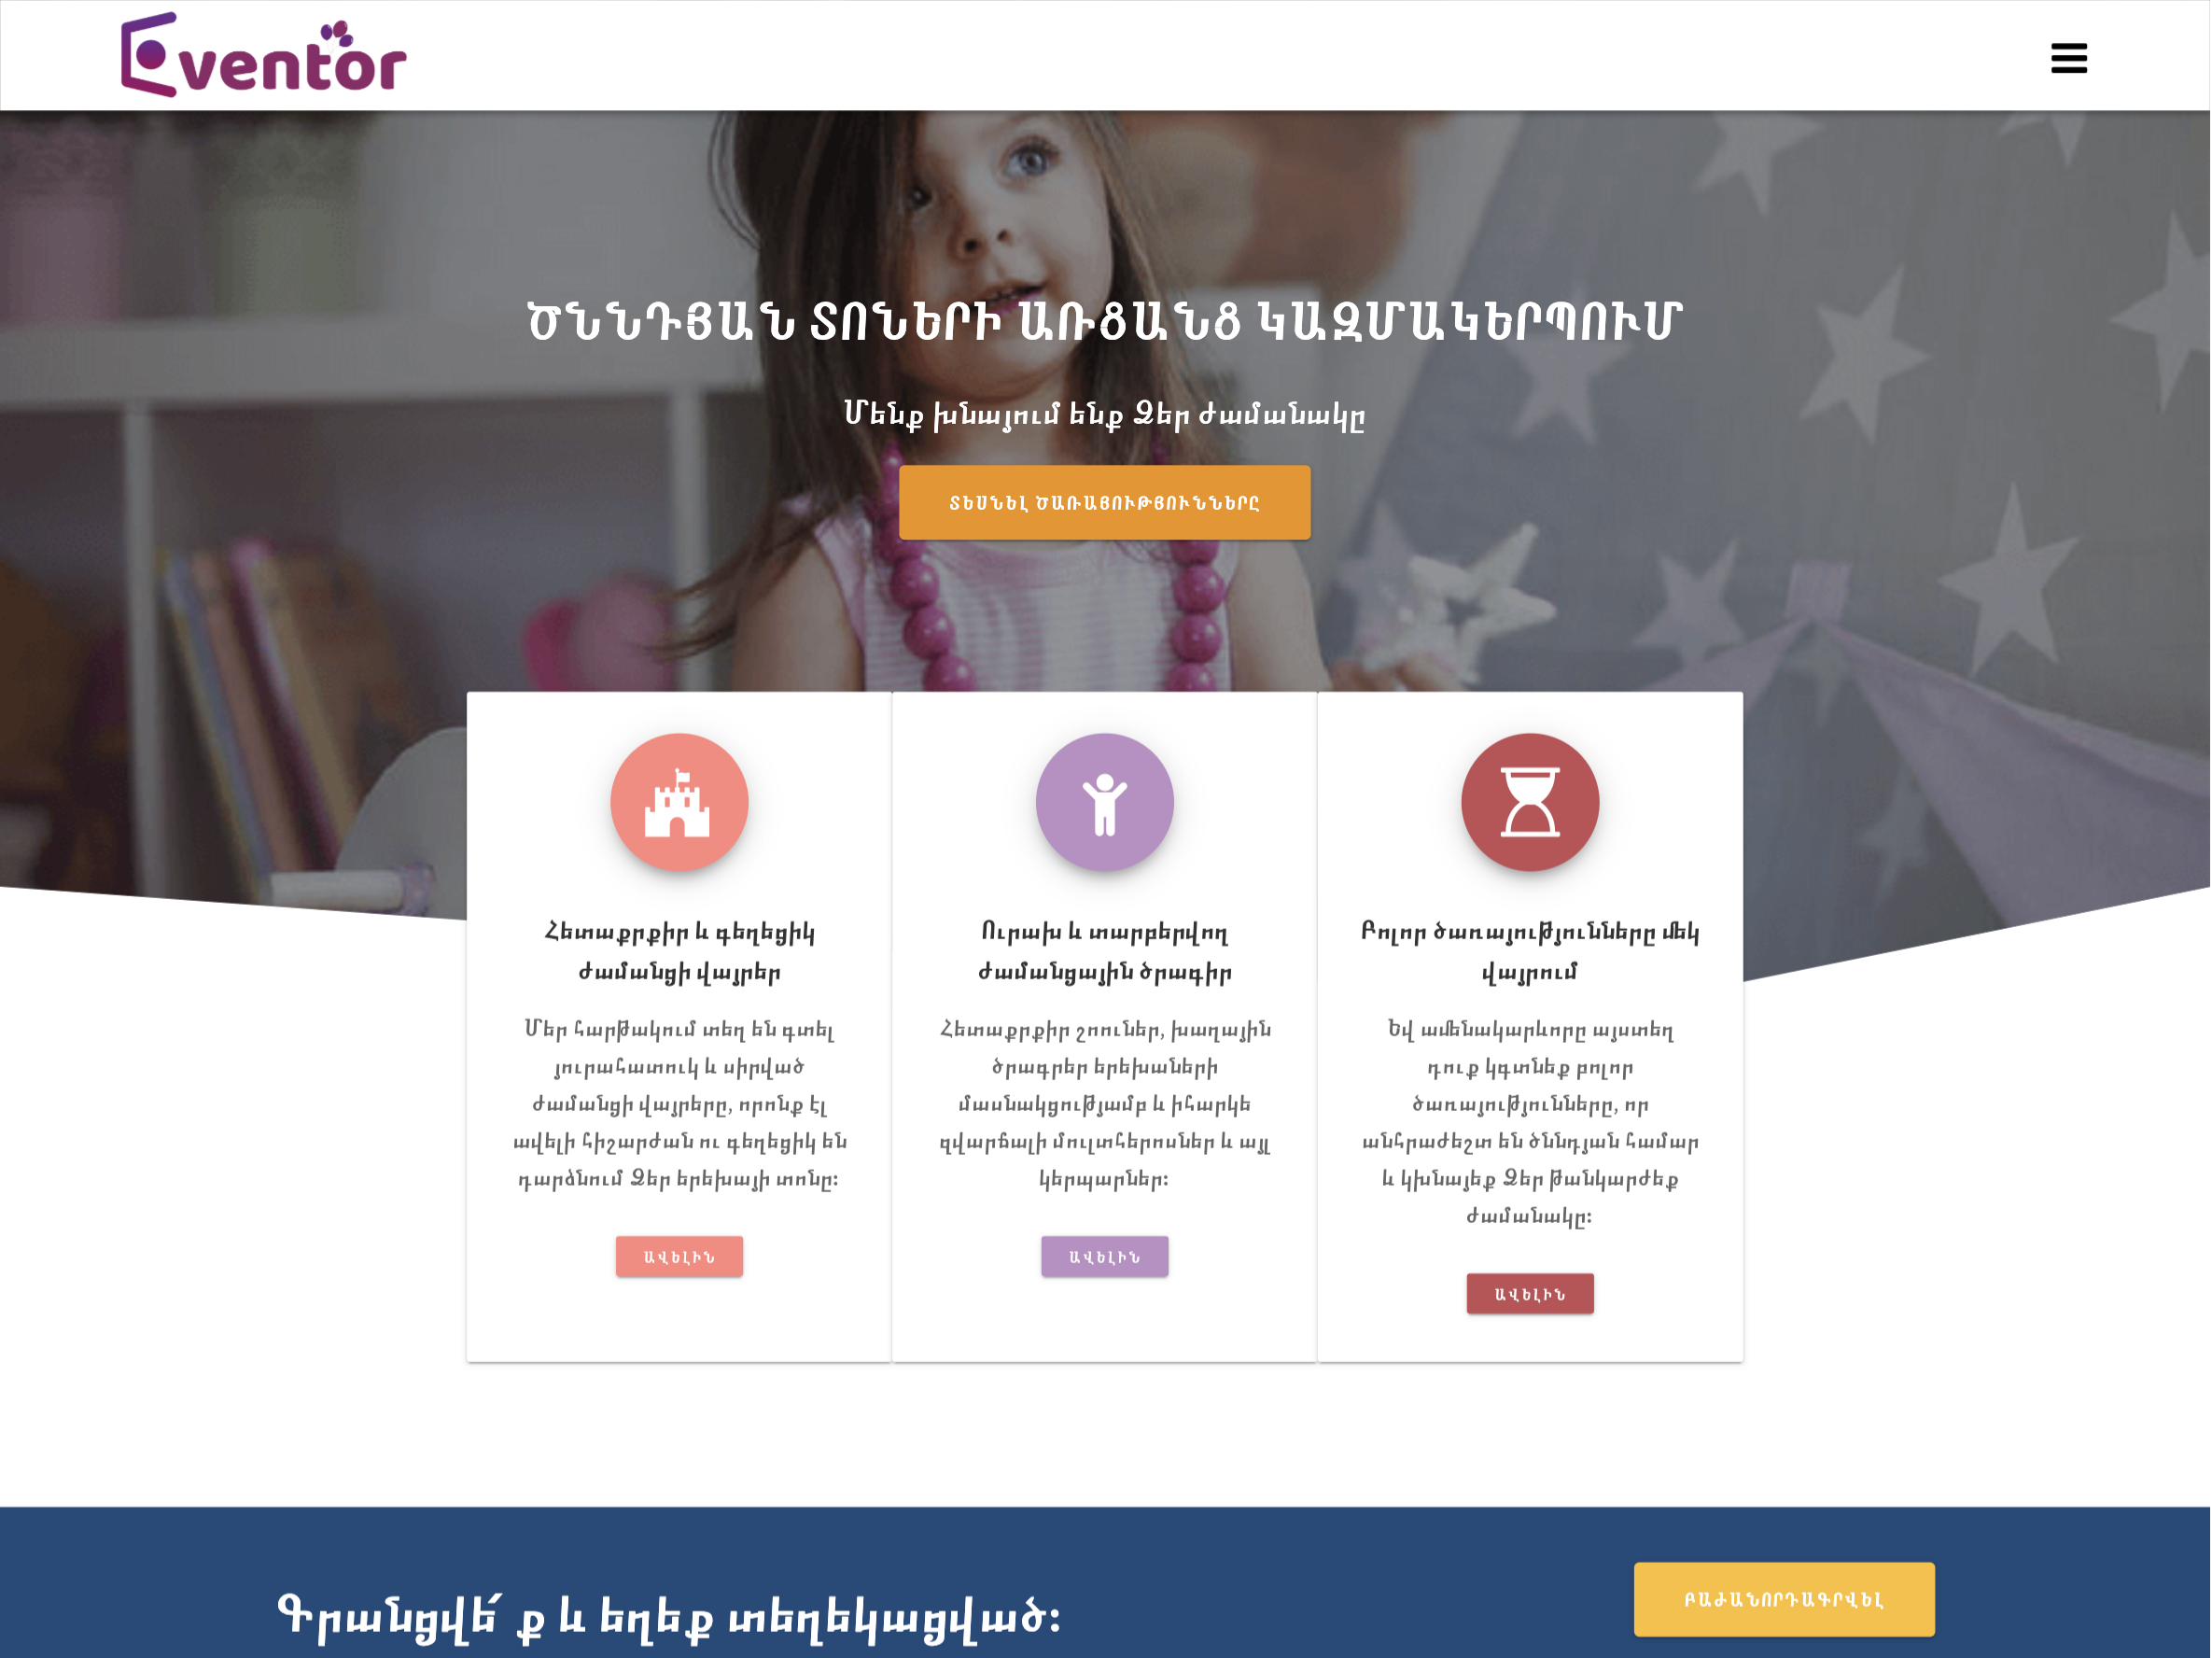 Eventor
ԾՆՆԴՅԱՆ ՏՈՆԵՐԻ ԱՌՑԱՆՑ ԿԱԶՄԱԿԵՐՊՈՒՄ
Մենք խնայում ենք Ձեր ժամանակը
ՏԵՍՆԵԼ ԾԱՌԱՅՈՒԹՅՈՒՆՆԵՐԸ
Հետաքրքիր և գեղեցիկ
ժամանցի վայրեր
Մեր հարթակում տեղ են գտել
յուրահատուկ և սիրված
ժամանցի վայրերը, որոնք էլ
ավելի հիշարժան ու գեղեցիկ են
դարձնում Ձեր երեխայի տոնը:
ԱՎԵԼԻՆ
Ուրախ և տարբերվող
ժամանցային ծրագիր
Հետաքրքիր շոուներ, խաղային
ծրագրեր երեխաների
մասնակցությամբ և իհարկե
զվարճալի մուլտհերոսներ և այլ
կերպարներ:
ԱՎԵԼԻՆ
Բոլոր ծառայությունները մեկ
վայրում
Եվ ամենակարևորը այստեղ
դուք կգտնեք բոլոր
ծառայությունները, որ
անհրաժեշտ են ծննդյան համար
և կխնայեք Ձեր թանկարժեք
ժամանակը:
ԱՎԵԼԻՆ
Գրանցվե՛ ք և եղեք տեղեկացված:
ԲԱԺԱՆՈՐԴԱԳՐՎԵԼ